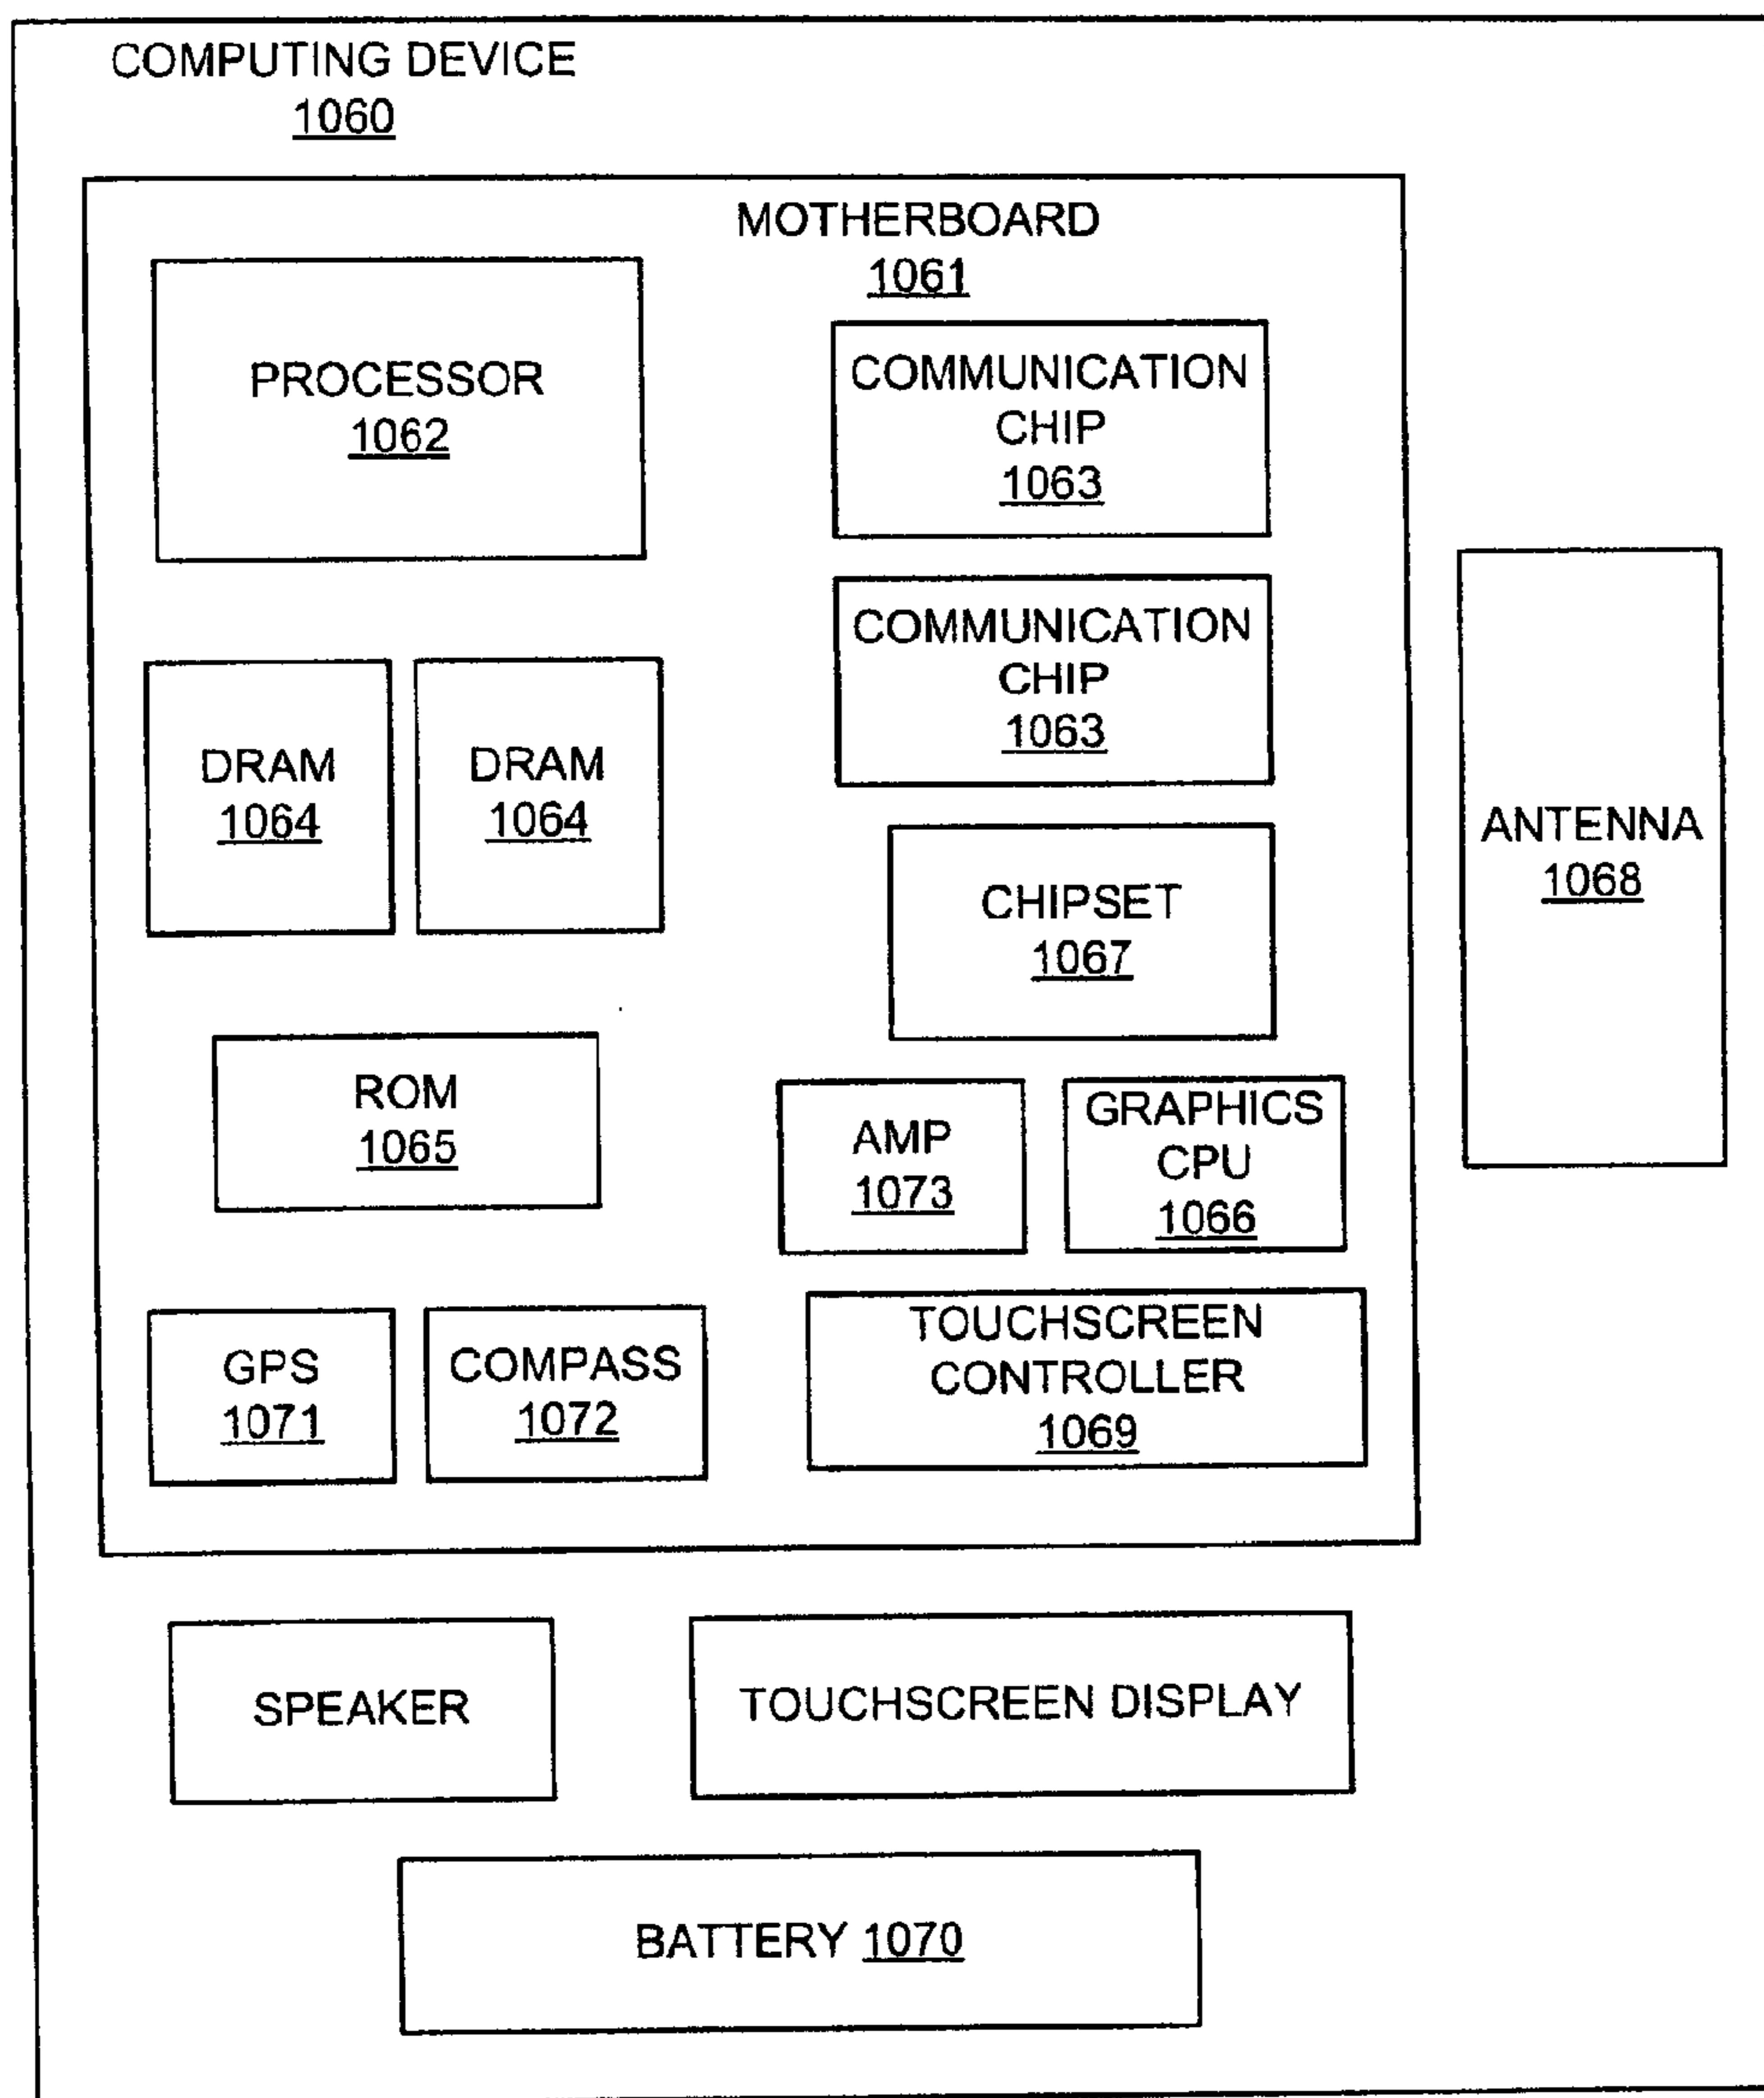 COMPUTING DEVICE
1060
MOTHERBOARD
1061
PROCESSOR
1062
COMMUNICATION
CHIP
1063
COMMUNICATION
CHIP
1063
DRAM
1064
DRAM
1064
CHIPSET
1067
ANTENNA
1068
ROM
1065
AMP
1073
GRAPHICS
CPU
1066
GPS
1071
COMPASS
1072
TOUCHSCREEN
CONTROLLER
1069
SPEAKER
TOUCHSCREEN DISPLAY
BATTERY 1070